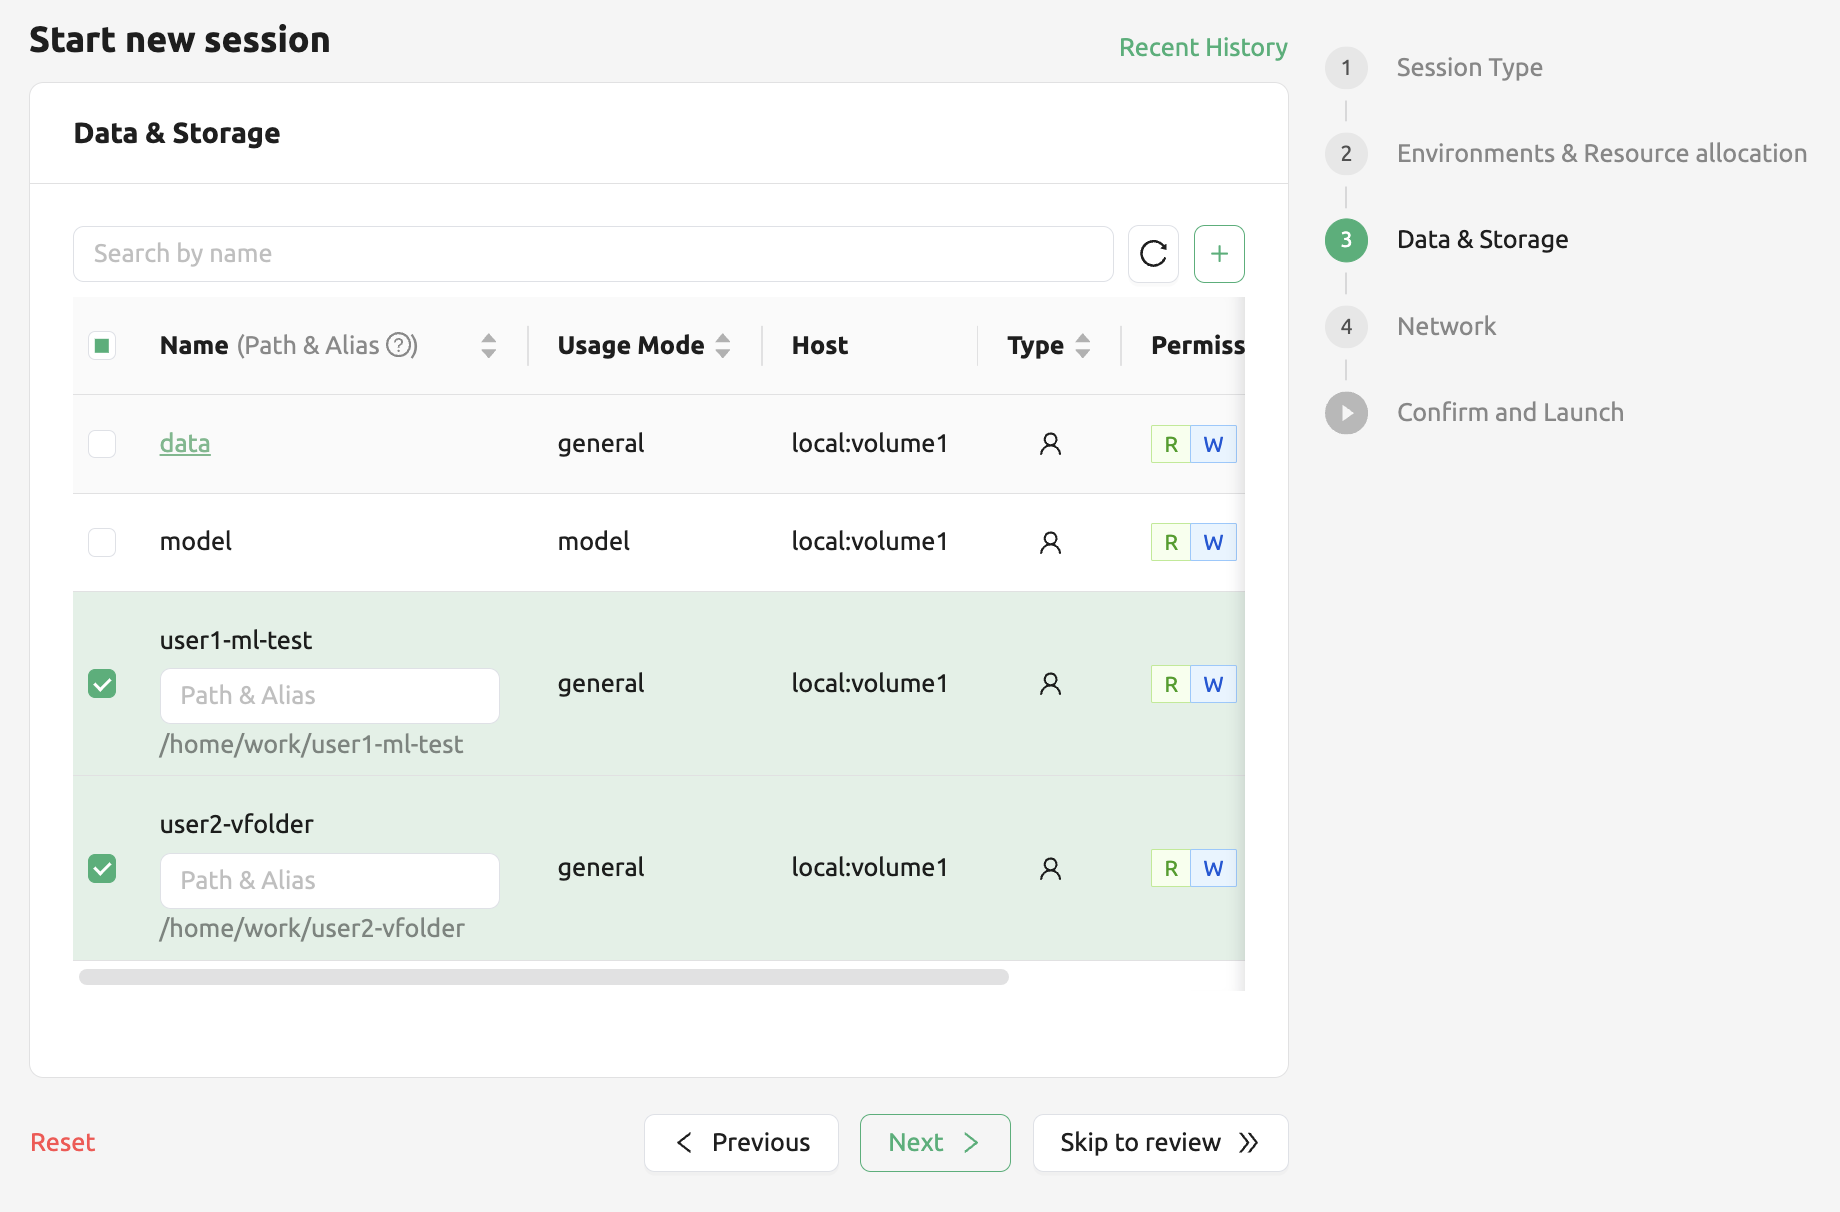 Start new session
Recent History
Data & Storage
Search by name
Name (Path & Alias ?)
Usage Mode
Host
Type
Permiss
data
general
local:volume1
R W
model
model
local:volume1
R W
user1-ml-test
Path & Alias
/home/work/user1-ml-test
general
local:volume1
R W
user2-vfolder
Path & Alias
/home/work/user2-vfolder
general
local:volume1
R W
Reset
Previous
Next
Skip to review
1 Session Type
2 Environments & Resource allocation
3 Data & Storage
4 Network
Confirm and Launch